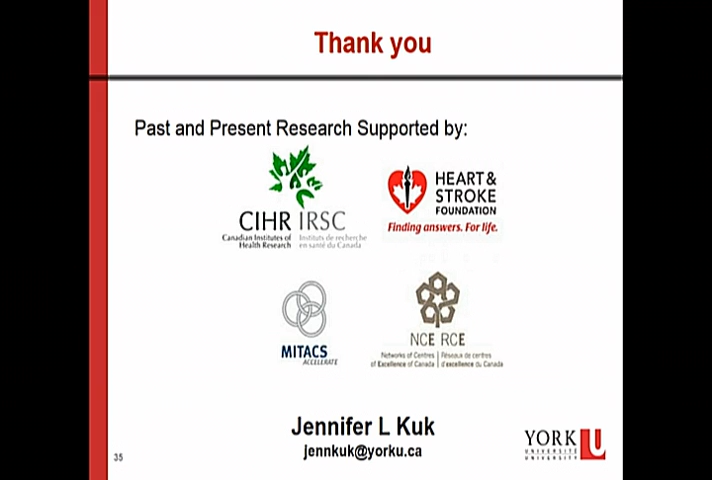 Thank you
Past and Present Research Supported by:
CIHR IRSC
Canadian Institutes of Health Research
Instituts de recherche en santé du Canada
HEART & STROKE FOUNDATION
Finding answers. For life.
MITACS
ACCELERATE
NCE RCE
Networks of Centres of Excellence of Canada
Réseaux de centres d'excellence du Canada
Jennifer L Kuk
jennkuk@yorku.ca
35
YORK U
UNIVERSITÉ
UNIVERSITY